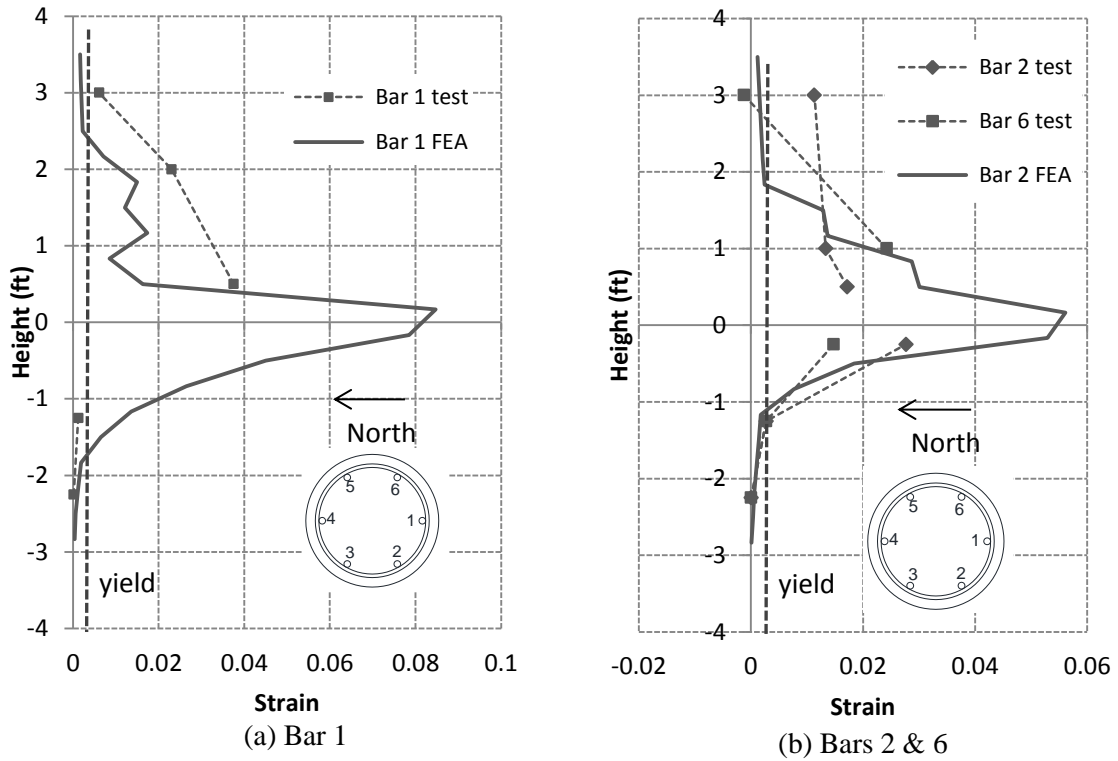 4
3
2
1
0
-1
-2
-3
-4
Height (ft)
0
0.02
0.04
0.06
0.08
0.1
Strain
Bar 1 test
Bar 1 FEA
North
5
6
4
1
3
2
yield
(a) Bar 1
4
3
2
1
0
-1
-2
-3
-4
Height (ft)
-0.02
0
0.02
0.04
0.06
Strain
Bar 2 test
Bar 6 test
Bar 2 FEA
North
5
6
4
1
3
2
yield
(b) Bars 2 & 6